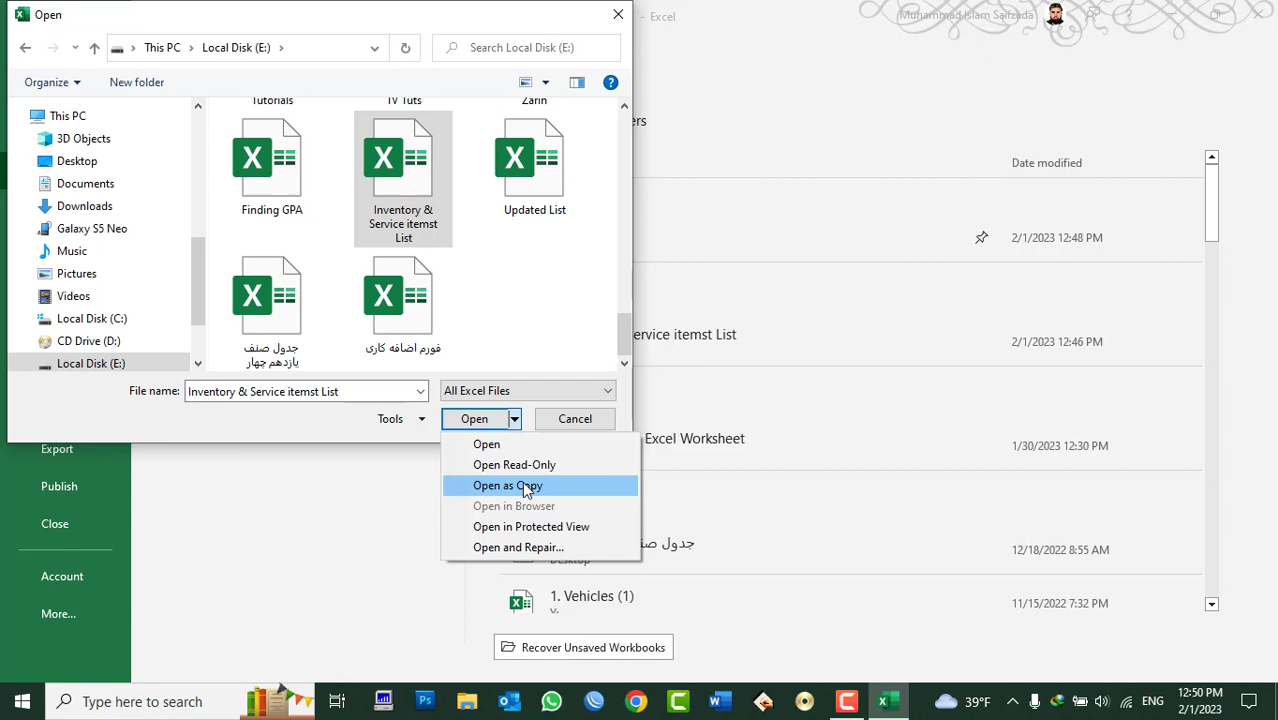 Open
Excel
Muhammad Islam Saifzada
This PC
Local Disk (E:)
Search Local Disk (E:)
Organize
New folder
Tutorials
TV Tuts
Zarin
This PC
3D Objects
Desktop
Documents
Downloads
Galaxy S5 Neo
Music
Pictures
Videos
Local Disk (C:)
CD Drive (D:)
Local Disk (E:)
Finding GPA
Inventory &
Service itemst
List
Updated List
جدول صنف
یازدهم چهار
فورم اضافه کاری
File name:
Inventory & Service itemst List
All Excel Files
Tools
Open
Cancel
Open
Open Read-Only
Open as Copy
Open in Browser
Open in Protected View
Open and Repair...
Date modified
2/1/2023 12:48 PM
ervice itemst List
2/1/2023 12:46 PM
Excel Worksheet
1/30/2023 12:30 PM
جدول صن
Desktop
12/18/2022 8:55 AM
1. Vehicles (1)
11/15/2022 7:32 PM
Recover Unsaved Workbooks
Export
Publish
Close
Account
More...
Type here to search
39°F
ENG
12:50 PM
2/1/2023